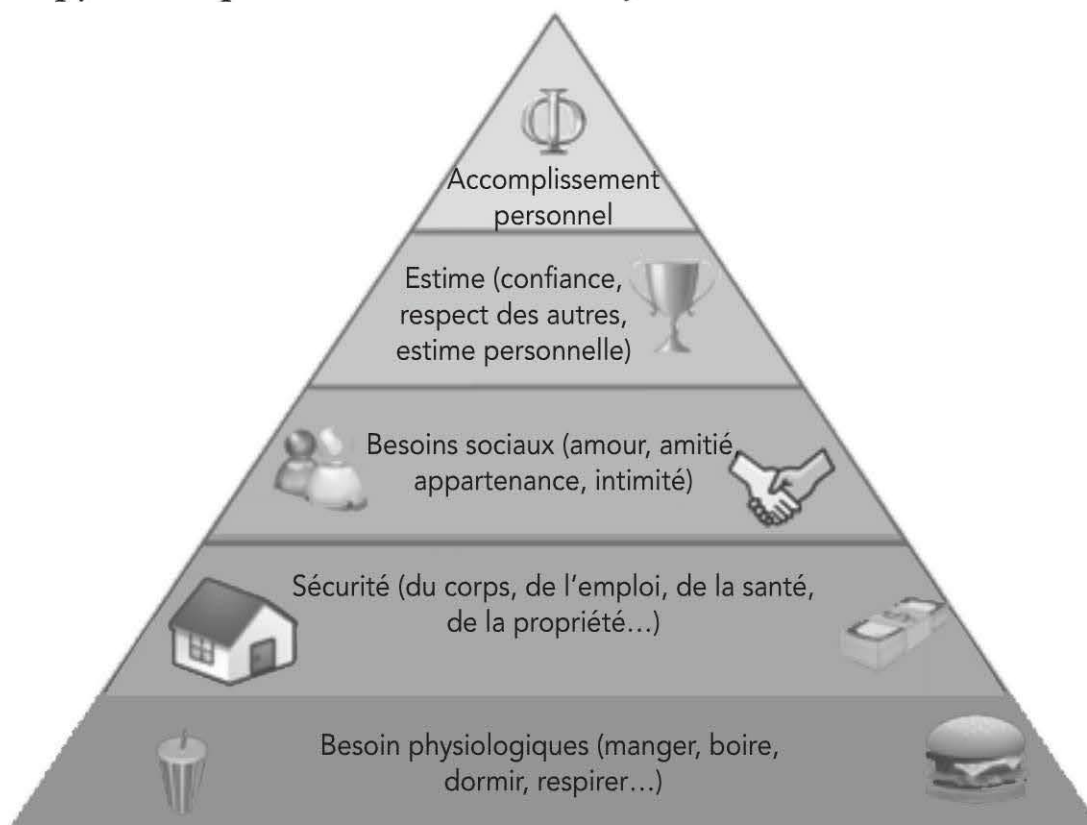 Φ
Accomplissement
personnel
Estime (confiance,
respect des autres,
estime personnelle)
Besoins sociaux (amour, amitié,
appartenance, intimité)
Sécurité (du corps, de l'emploi, de la santé,
de la propriété...)
Besoin physiologiques (manger, boire,
dormir, respirer...)